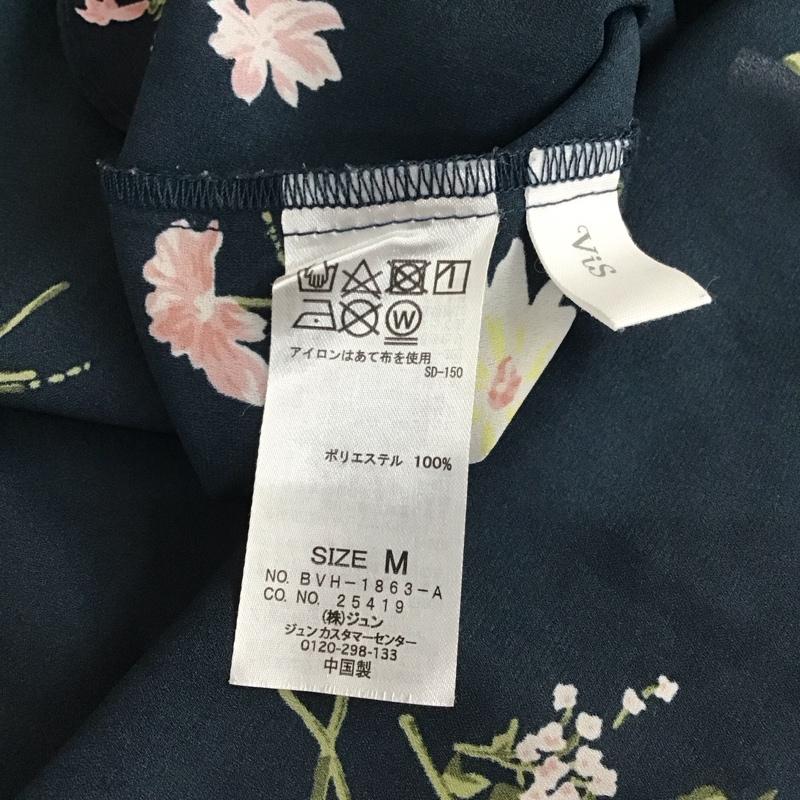 ViS
W
アイロンはあて布を使用
SD-150
ポリエステル 100%
SIZE M
NO. BVH-1863-A
CO. NO. 25419
(株)ジュン
ジュンカスタマーセンター
0120-298-133
中国製